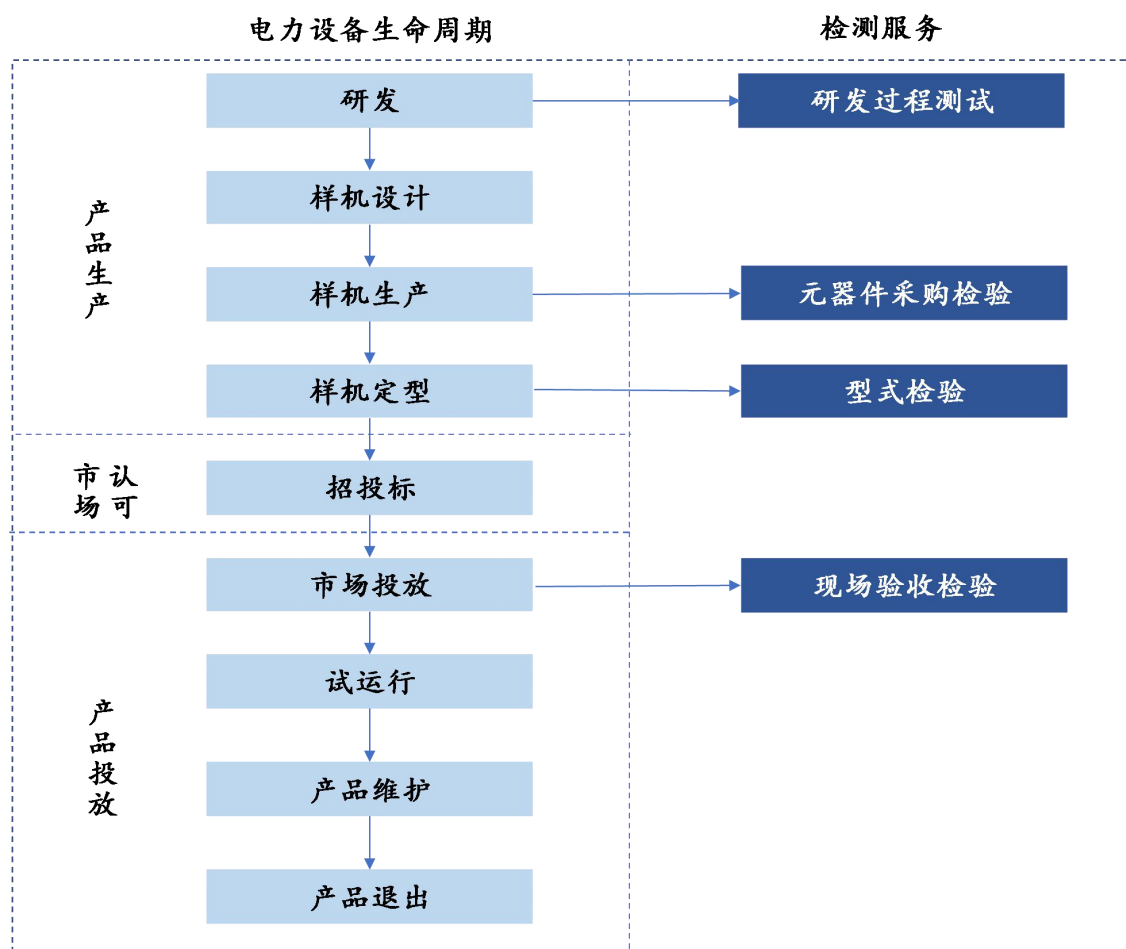 电力设备生命周期
检测服务
产品生产
研发
研发过程测试
样机设计
样机生产
元器件采购检验
样机定型
型式检验
市认
场可
招投标
产品投放
市场投放
现场验收检验
试运行
产品维护
产品退出